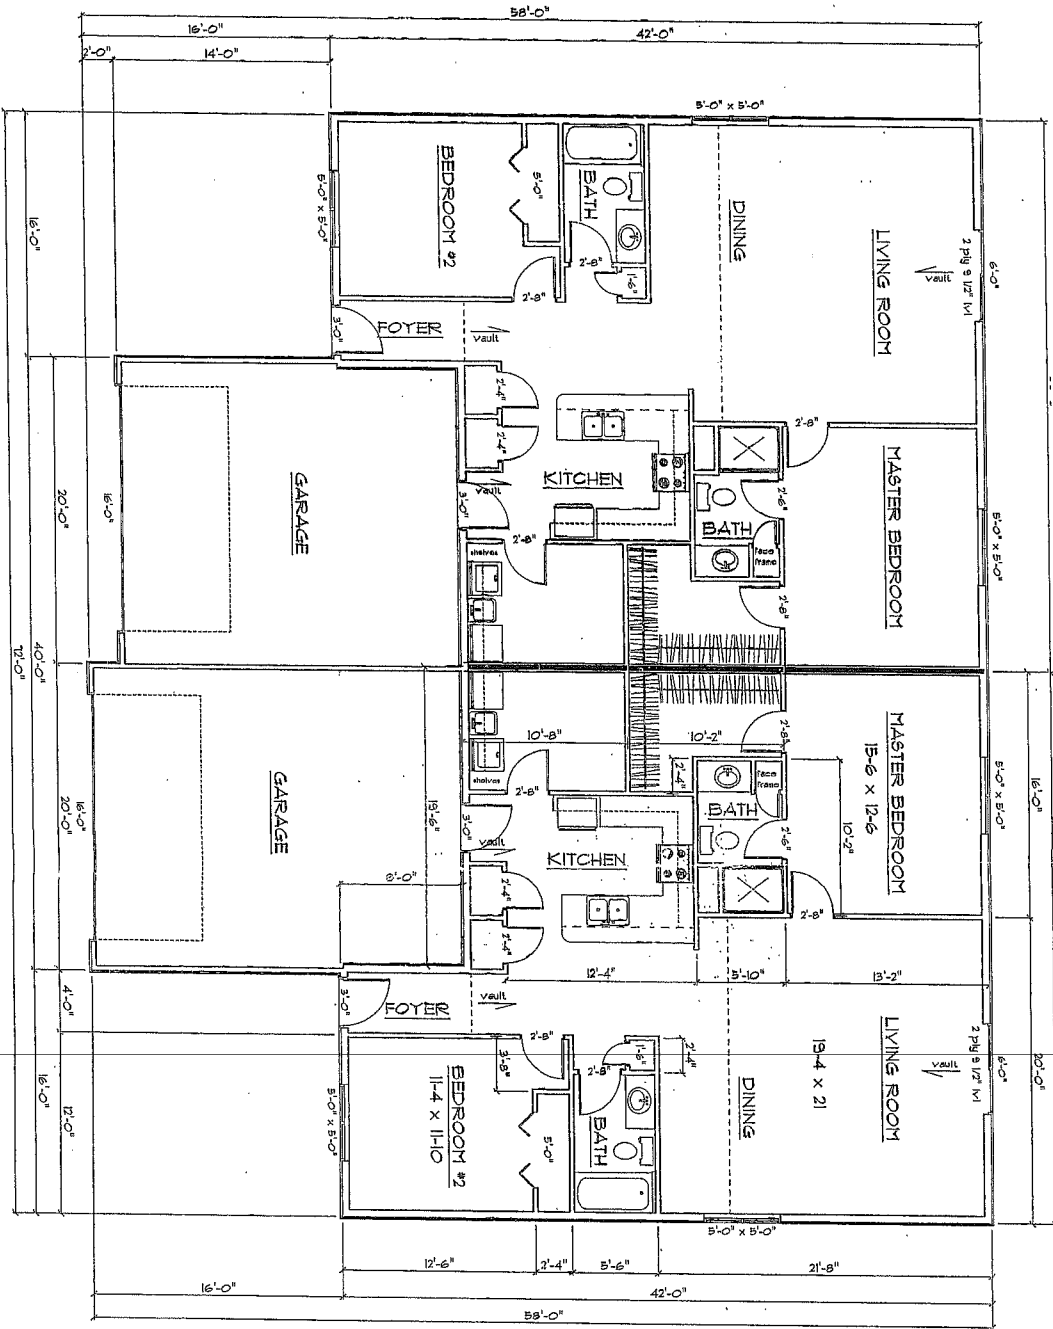 58'-0"
16'-0"
42'-0"
2'-0"
14'-0"
5'-0" x 5'-0"
BEDROOM #2
5'-0"
BATH
DINING
LIVING ROOM
vault
2 ply 9 1/2" lvl
6'-0"
5'-0" x 5'-0"
2'-8"
2'-8"
1'-6"
16'-0"
3'-0"
FOYER
vault
2'-4"
2'-4"
2'-8"
KITCHEN
vault
3'-0"
2'-8"
GARAGE
16'-0"
20'-0"
40'-0"
72'-0"
BATH
2'-6"
face frame
2'-8"
MASTER BEDROOM
5'-0" x 5'-0"
shelves
shelves
10'-8"
10'-2"
2'-8"
2'-4"
face frame
BATH
2'-6"
10'-2"
MASTER BEDROOM
15-6 x 12-6
5'-0" x 5'-0"
16'-0"
GARAGE
16'-0"
20'-0"
19'-6"
8'-0"
3'-0"
vault
2'-8"
KITCHEN
2'-4"
2'-4"
2'-8"
12'-4"
5'-10"
13'-2"
4'-0"
3'-0"
FOYER
vault
2'-8"
3'-8"
1'-6"
2'-8"
2'-4"
19-4 x 21
LIVING ROOM
vault
2 ply 9 1/2" lvl
6'-0"
20'-0"
16'-0"
12'-0"
5'-0" x 5'-0"
BEDROOM #2
11-4 x 11-10
5'-0"
BATH
DINING
5'-0" x 5'-0"
12'-6"
2'-4"
5'-6"
21'-8"
16'-0"
42'-0"
58'-0"